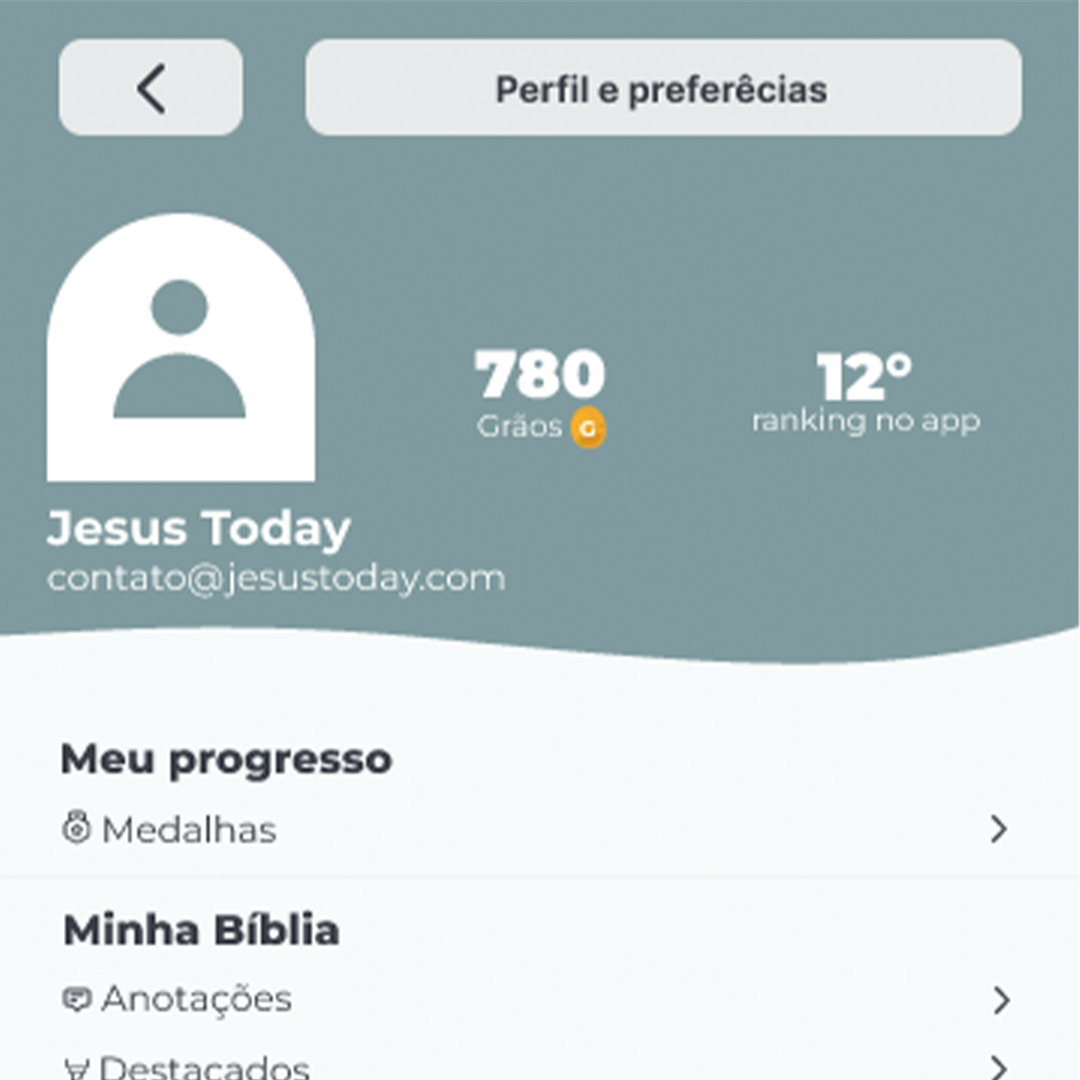 Perfil e preferêcias
780
Grãos G
12°
ranking no app
Jesus Today
contato@jesustoday.com
Meu progresso
Medalhas
Minha Bíblia
Anotações
Destacados